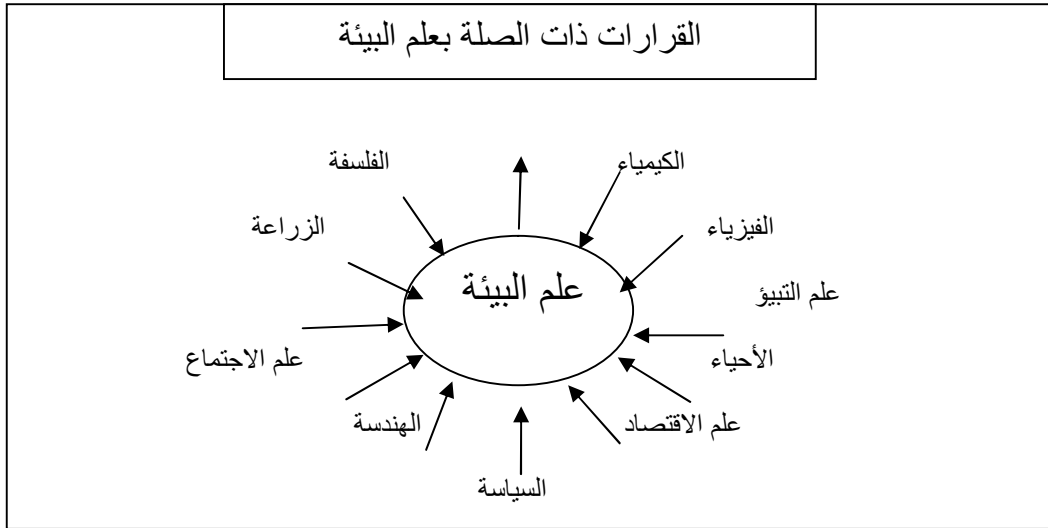 القرارات ذات الصلة بعلم البيئة
الكيمياء
الفلسفة
الفيزياء
الزراعة
علم البيئة
علم التبيؤ
الأحياء
علم الاجتماع
علم الاقتصاد
الهندسة
السياسة